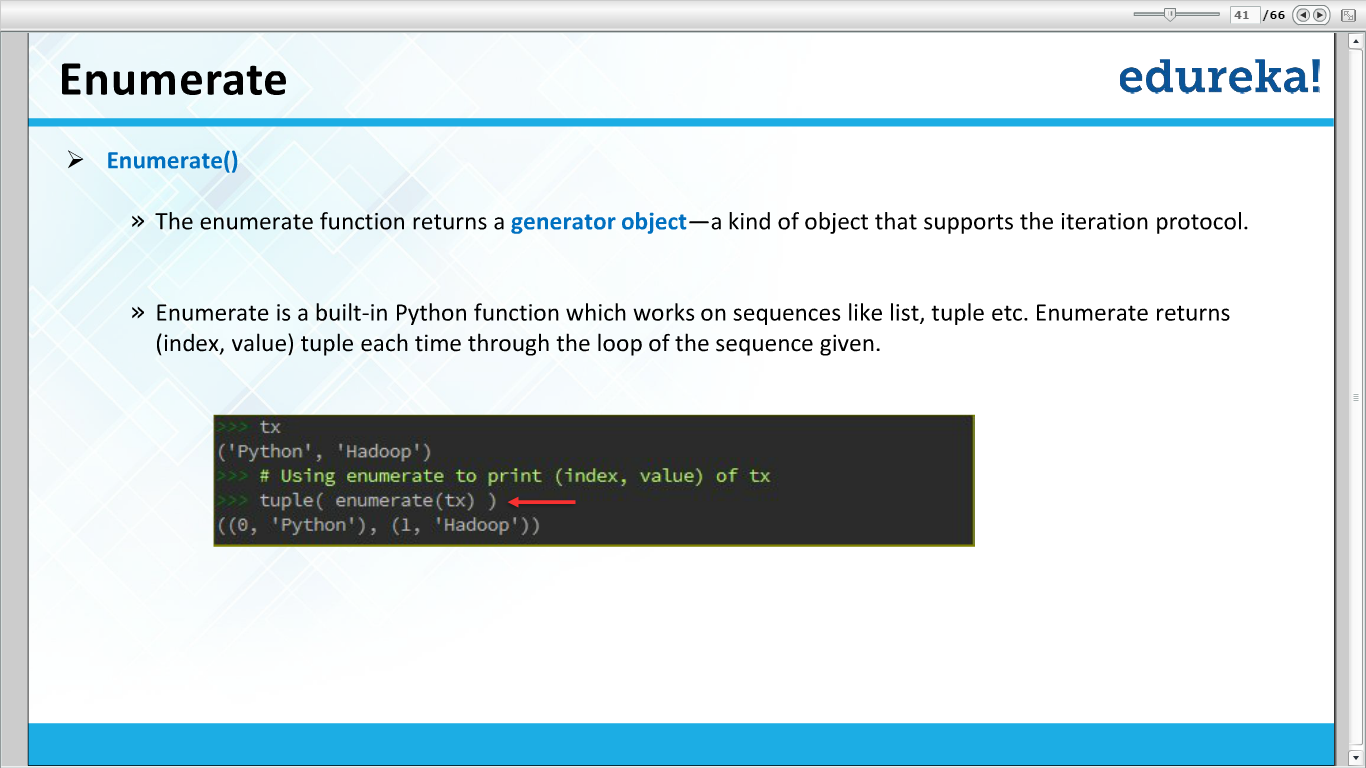 41 /66
Enumerate
edureka!
➢ Enumerate()
» The enumerate function returns a generator object—a kind of object that supports the iteration protocol.
» Enumerate is a built-in Python function which works on sequences like list, tuple etc. Enumerate returns
(index, value) tuple each time through the loop of the sequence given.
>>> tx
('Python', 'Hadoop')
>>> # Using enumerate to print (index, value) of tx
>>> tuple( enumerate(tx) )
((0, 'Python'), (1, 'Hadoop'))